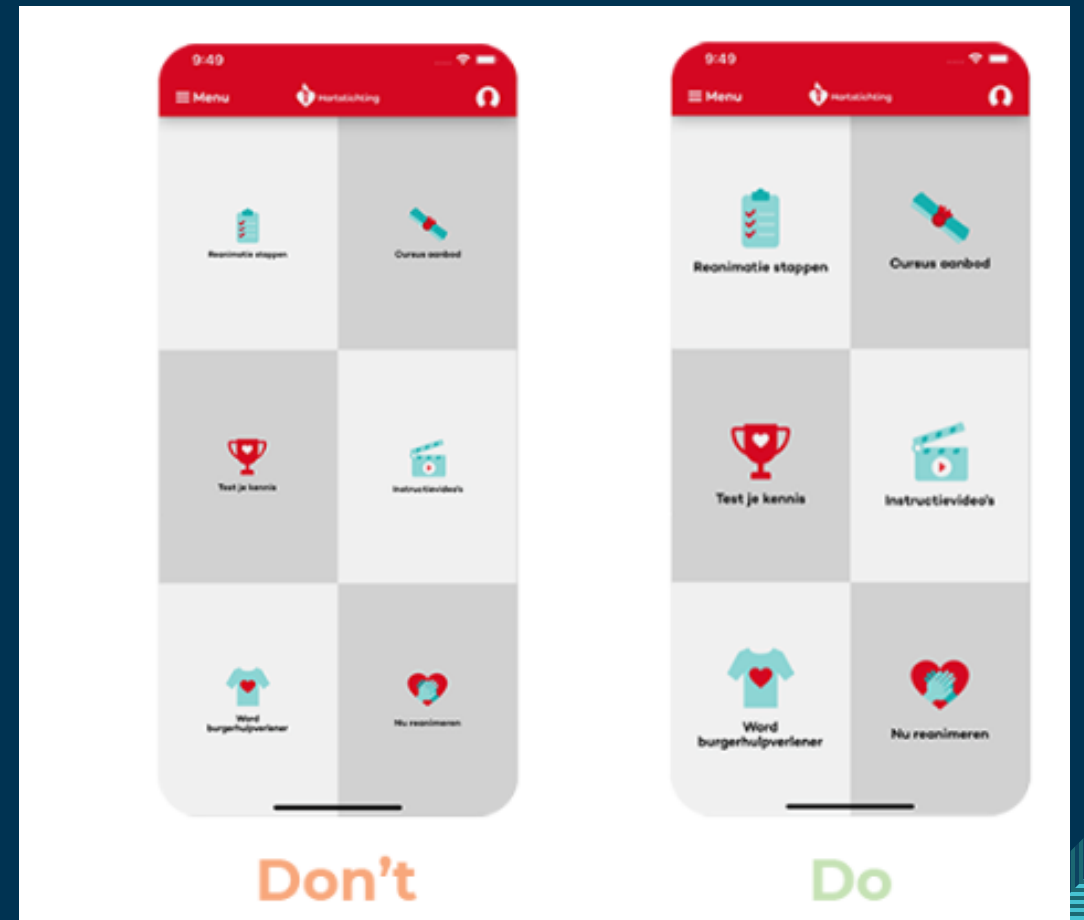 9:49
Menu
Hartstichting
Reanimatie stappen
Cursus aanbod
Test je kennis
Instructievideo's
Word
burgerhulpverlener
Nu reanimeren
Don't
9:49
Menu
Hartstichting
Reanimatie stappen
Cursus aanbod
Test je kennis
Instructievideo's
Word
burgerhulpverlener
Nu reanimeren
Do